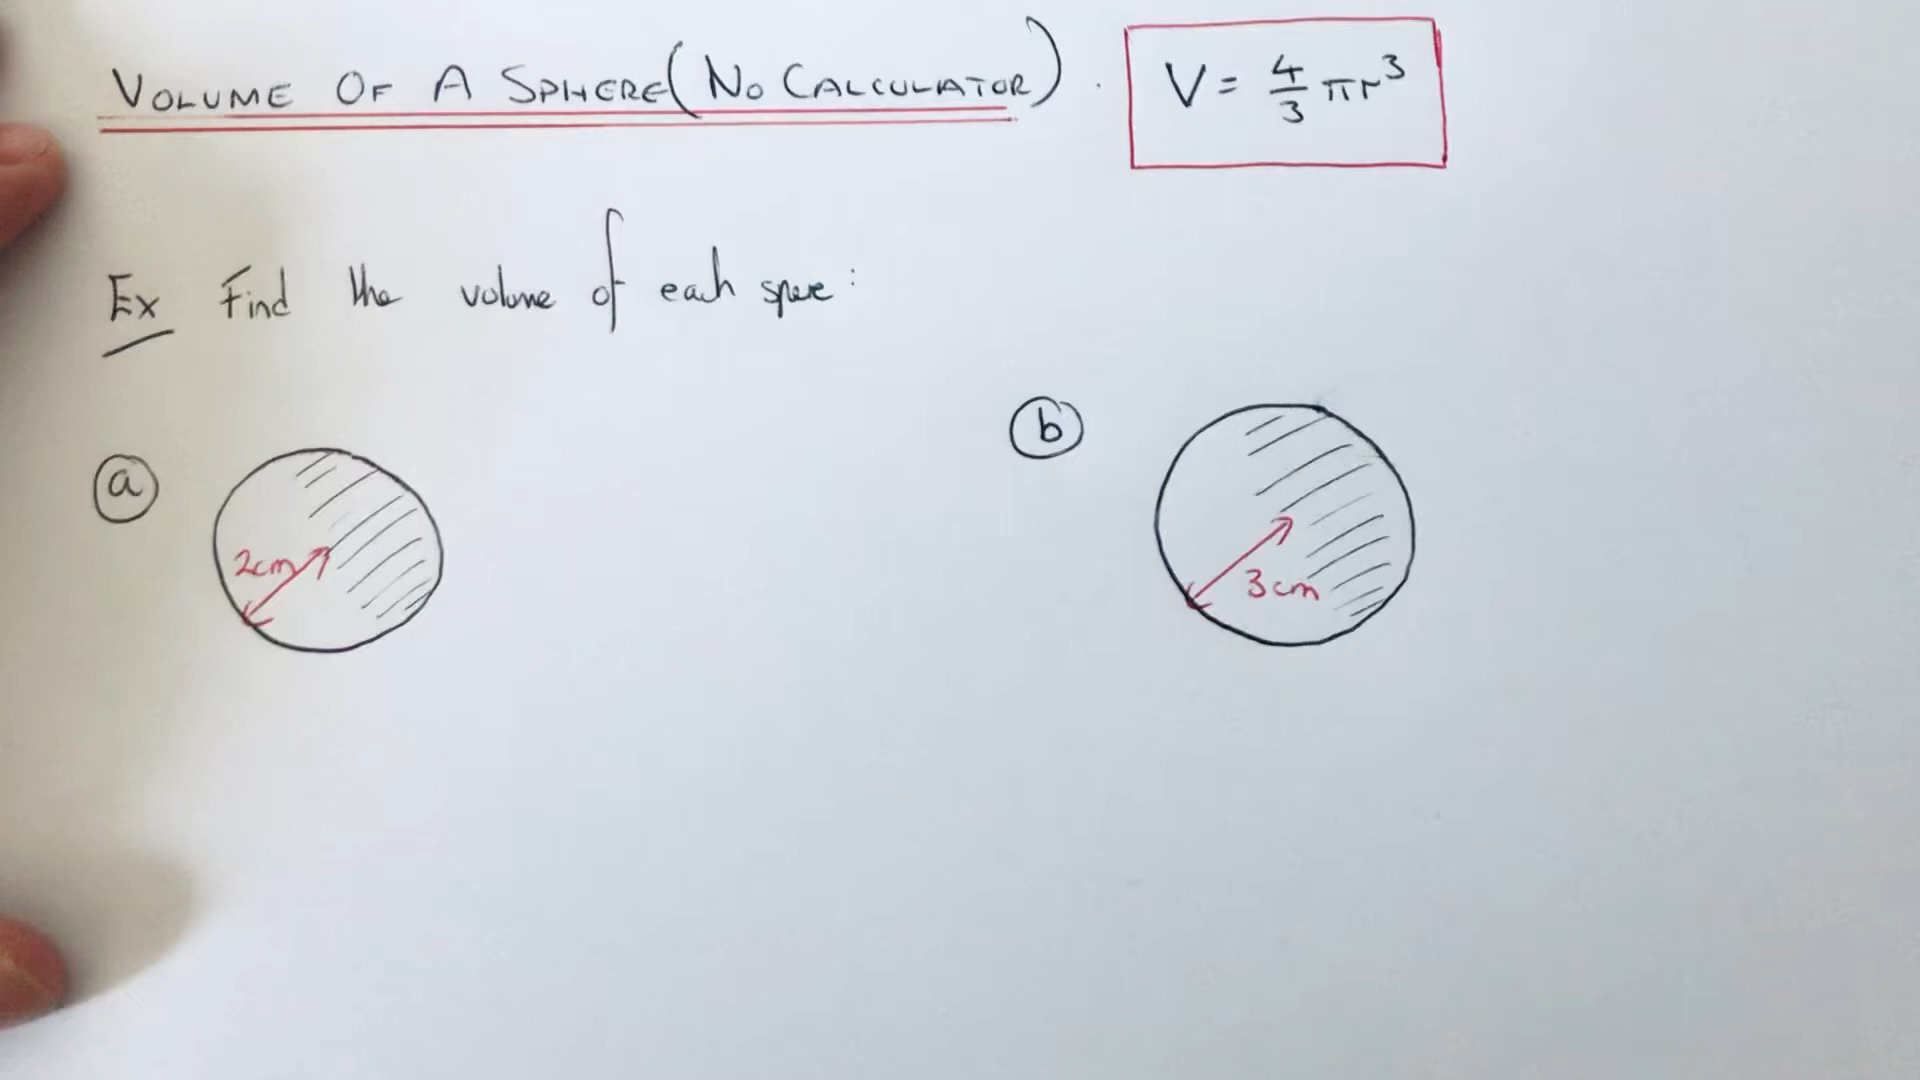 VOLUME OF A SPHERE (NO CALCULATOR).
V = 4/3 πr³
Ex Find the volume of each spere :
a
2cm
b
3cm